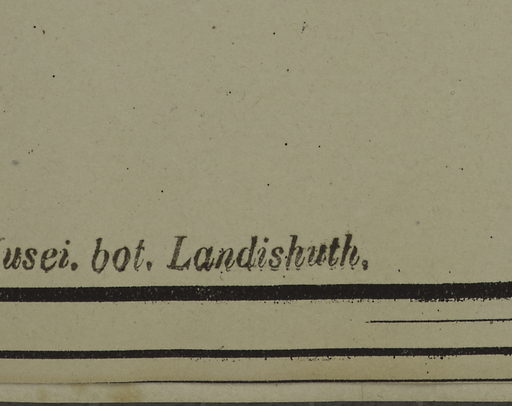 usei. bot. Landishuth,